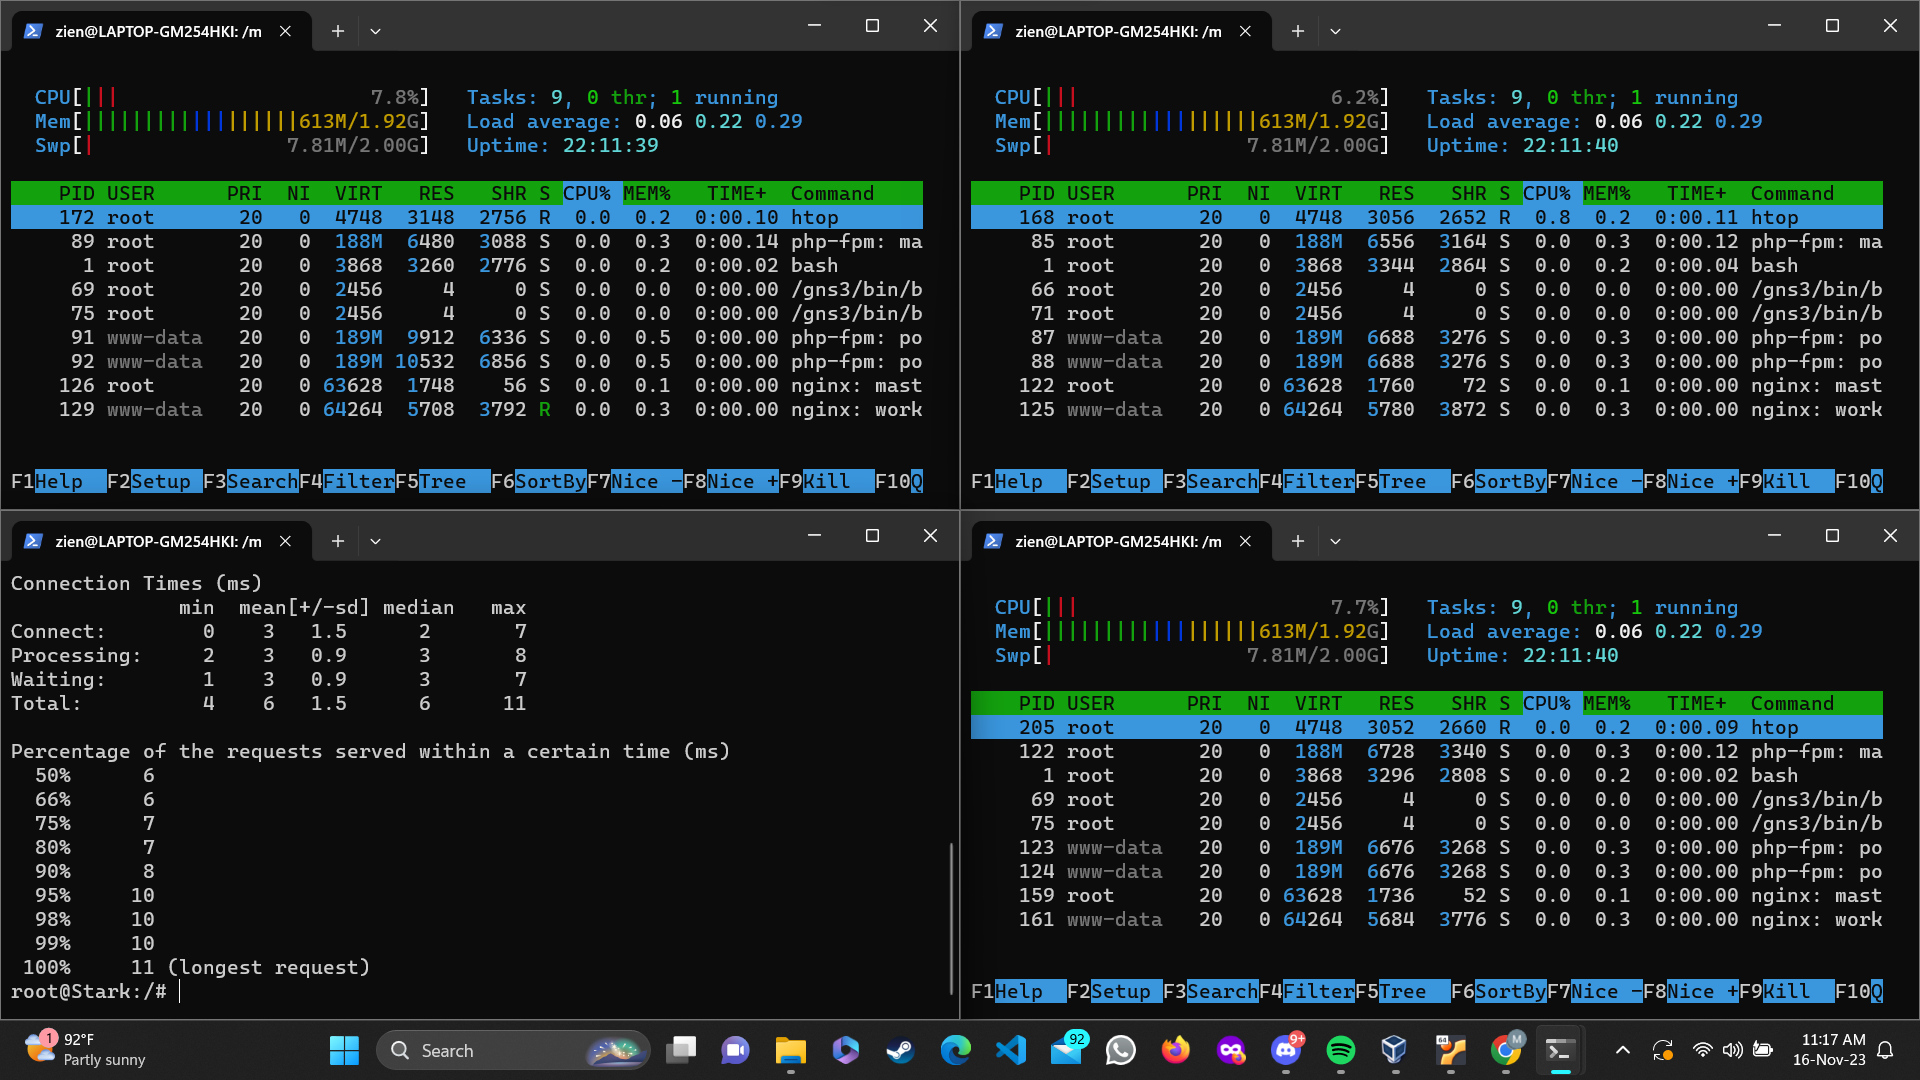 zien@LAPTOP-GM254HKI: /m
CPU[||| 7.8%] Tasks: 9, 0 thr; 1 running
Mem[||||||||||||||||||613M/1.92G] Load average: 0.06 0.22 0.29
Swp[| 7.81M/2.00G] Uptime: 22:11:39
PID USER PRI NI VIRT RES SHR S CPU% MEM% TIME+ Command
172 root 20 0 4748 3148 2756 R 0.0 0.2 0:00.10 htop
89 root 20 0 188M 6480 3088 S 0.0 0.3 0:00.14 php-fpm: ma
1 root 20 0 3868 3260 2776 S 0.0 0.2 0:00.02 bash
69 root 20 0 2456 4 0 S 0.0 0.0 0:00.00 /gns3/bin/b
75 root 20 0 2456 4 0 S 0.0 0.0 0:00.00 /gns3/bin/b
91 www-data 20 0 189M 9912 6336 S 0.0 0.5 0:00.00 php-fpm: po
92 www-data 20 0 189M 10532 6856 S 0.0 0.5 0:00.00 php-fpm: po
126 root 20 0 63628 1748 56 S 0.0 0.1 0:00.00 nginx: mast
129 www-data 20 0 64264 5708 3792 R 0.0 0.3 0:00.00 nginx: work
F1Help F2Setup F3SearchF4FilterF5Tree F6SortByF7Nice -F8Nice +F9Kill F10Q
zien@LAPTOP-GM254HKI: /m
CPU[||| 6.2%] Tasks: 9, 0 thr; 1 running
Mem[||||||||||||||||||613M/1.92G] Load average: 0.06 0.22 0.29
Swp[| 7.81M/2.00G] Uptime: 22:11:40
PID USER PRI NI VIRT RES SHR S CPU% MEM% TIME+ Command
168 root 20 0 4748 3056 2652 R 0.8 0.2 0:00.11 htop
85 root 20 0 188M 6556 3164 S 0.0 0.3 0:00.12 php-fpm: ma
1 root 20 0 3868 3344 2864 S 0.0 0.2 0:00.04 bash
66 root 20 0 2456 4 0 S 0.0 0.0 0:00.00 /gns3/bin/b
71 root 20 0 2456 4 0 S 0.0 0.0 0:00.00 /gns3/bin/b
87 www-data 20 0 189M 6688 3276 S 0.0 0.3 0:00.00 php-fpm: po
88 www-data 20 0 189M 6688 3276 S 0.0 0.3 0:00.00 php-fpm: po
122 root 20 0 63628 1760 72 S 0.0 0.1 0:00.00 nginx: mast
125 www-data 20 0 64264 5780 3872 S 0.0 0.3 0:00.00 nginx: work
F1Help F2Setup F3SearchF4FilterF5Tree F6SortByF7Nice -F8Nice +F9Kill F10Q
zien@LAPTOP-GM254HKI: /m
Connection Times (ms)
min mean[+/-sd] median max
Connect: 0 3 1.5 2 7
Processing: 2 3 0.9 3 8
Waiting: 1 3 0.9 3 7
Total: 4 6 1.5 6 11
Percentage of the requests served within a certain time (ms)
50% 6
66% 6
75% 7
80% 7
90% 8
95% 10
98% 10
99% 10
100% 11 (longest request)
root@Stark:/#
zien@LAPTOP-GM254HKI: /m
CPU[||| 7.7%] Tasks: 9, 0 thr; 1 running
Mem[||||||||||||||||||613M/1.92G] Load average: 0.06 0.22 0.29
Swp[| 7.81M/2.00G] Uptime: 22:11:40
PID USER PRI NI VIRT RES SHR S CPU% MEM% TIME+ Command
205 root 20 0 4748 3052 2660 R 0.0 0.2 0:00.09 htop
122 root 20 0 188M 6728 3340 S 0.0 0.3 0:00.12 php-fpm: ma
1 root 20 0 3868 3296 2808 S 0.0 0.2 0:00.02 bash
69 root 20 0 2456 4 0 S 0.0 0.0 0:00.00 /gns3/bin/b
75 root 20 0 2456 4 0 S 0.0 0.0 0:00.00 /gns3/bin/b
123 www-data 20 0 189M 6676 3268 S 0.0 0.3 0:00.00 php-fpm: po
124 www-data 20 0 189M 6676 3268 S 0.0 0.3 0:00.00 php-fpm: po
159 root 20 0 63628 1736 52 S 0.0 0.1 0:00.00 nginx: mast
161 www-data 20 0 64264 5684 3776 S 0.0 0.3 0:00.00 nginx: work
F1Help F2Setup F3SearchF4FilterF5Tree F6SortByF7Nice -F8Nice +F9Kill F10Q
1 92°F
Partly sunny
Search
92
9+
64
M
11:17 AM
16-Nov-23